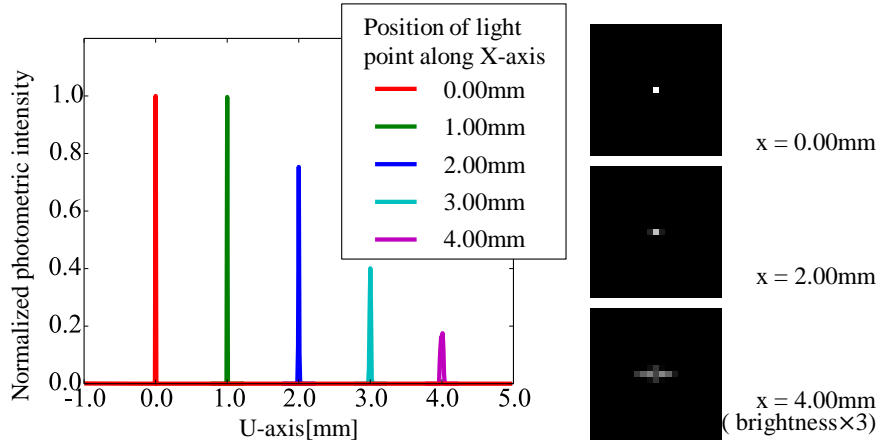 Position of light
point along X-axis
0.00mm
1.00mm
2.00mm
3.00mm
4.00mm
Normalized photometric intensity
1.0
0.8
0.6
0.4
0.2
0.0
-1.0 0.0 1.0 2.0 3.0 4.0 5.0
U-axis[mm]
x = 0.00mm
x = 2.00mm
x = 4.00mm
( brightness×3)